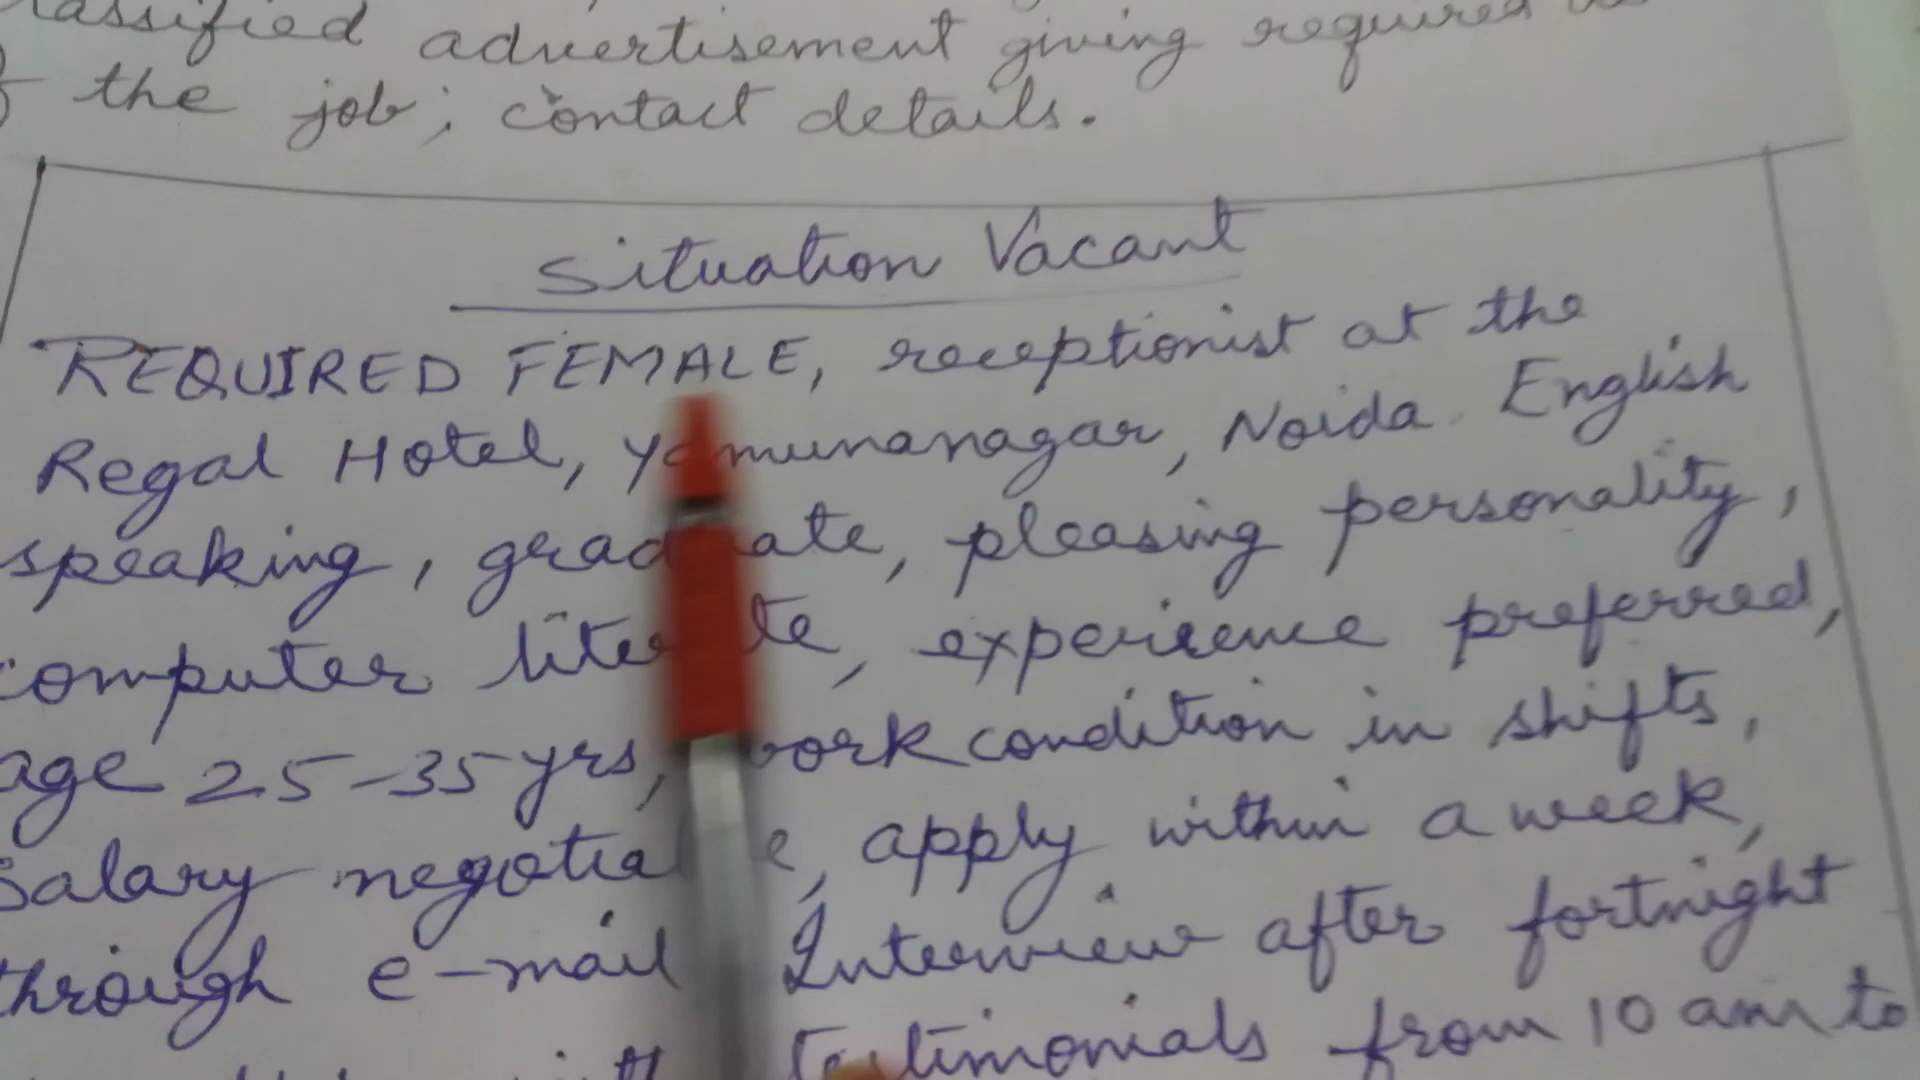 classified advertisement giving required
the job; contact details.
Situation Vacant
REQUIRED FEMALE, receptionist at the
Regal Hotel, Yamunanagar, Noida. English
speaking, graduate, pleasing personality,
computer literate, experience preferred,
age 25-35 yrs, work condition in shifts,
Salary negotiable, apply within a week,
through e-mail Interview after fortnight
testimonials from 10 am to